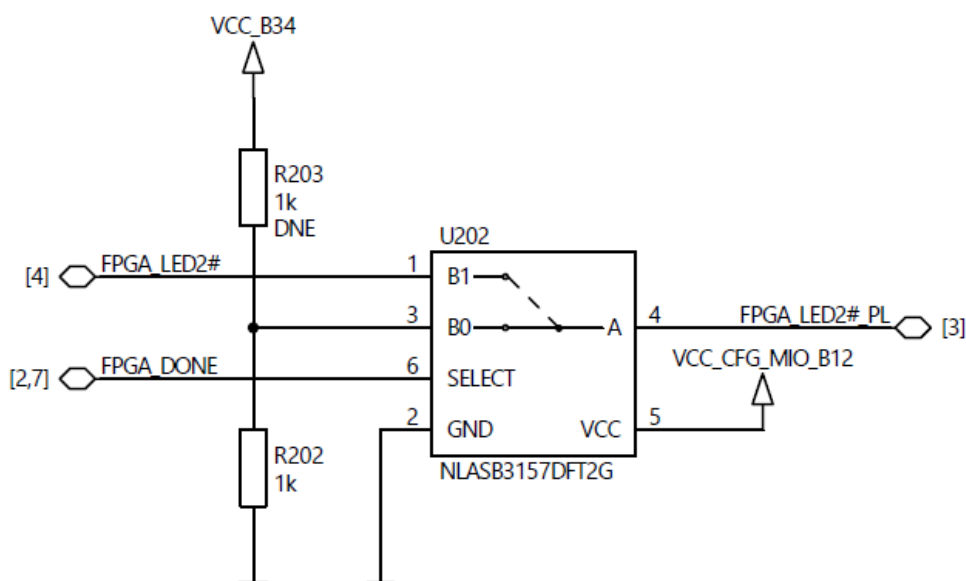 VCC_B34
R203
1k
DNE
U202
[4] FPGA_LED2# 1 B1
3 B0 A 4 FPGA_LED2#_PL [3]
[2,7] FPGA_DONE 6 SELECT
VCC_CFG_MIO_B12
2 GND VCC 5
R202
1k
NLASB3157DFT2G